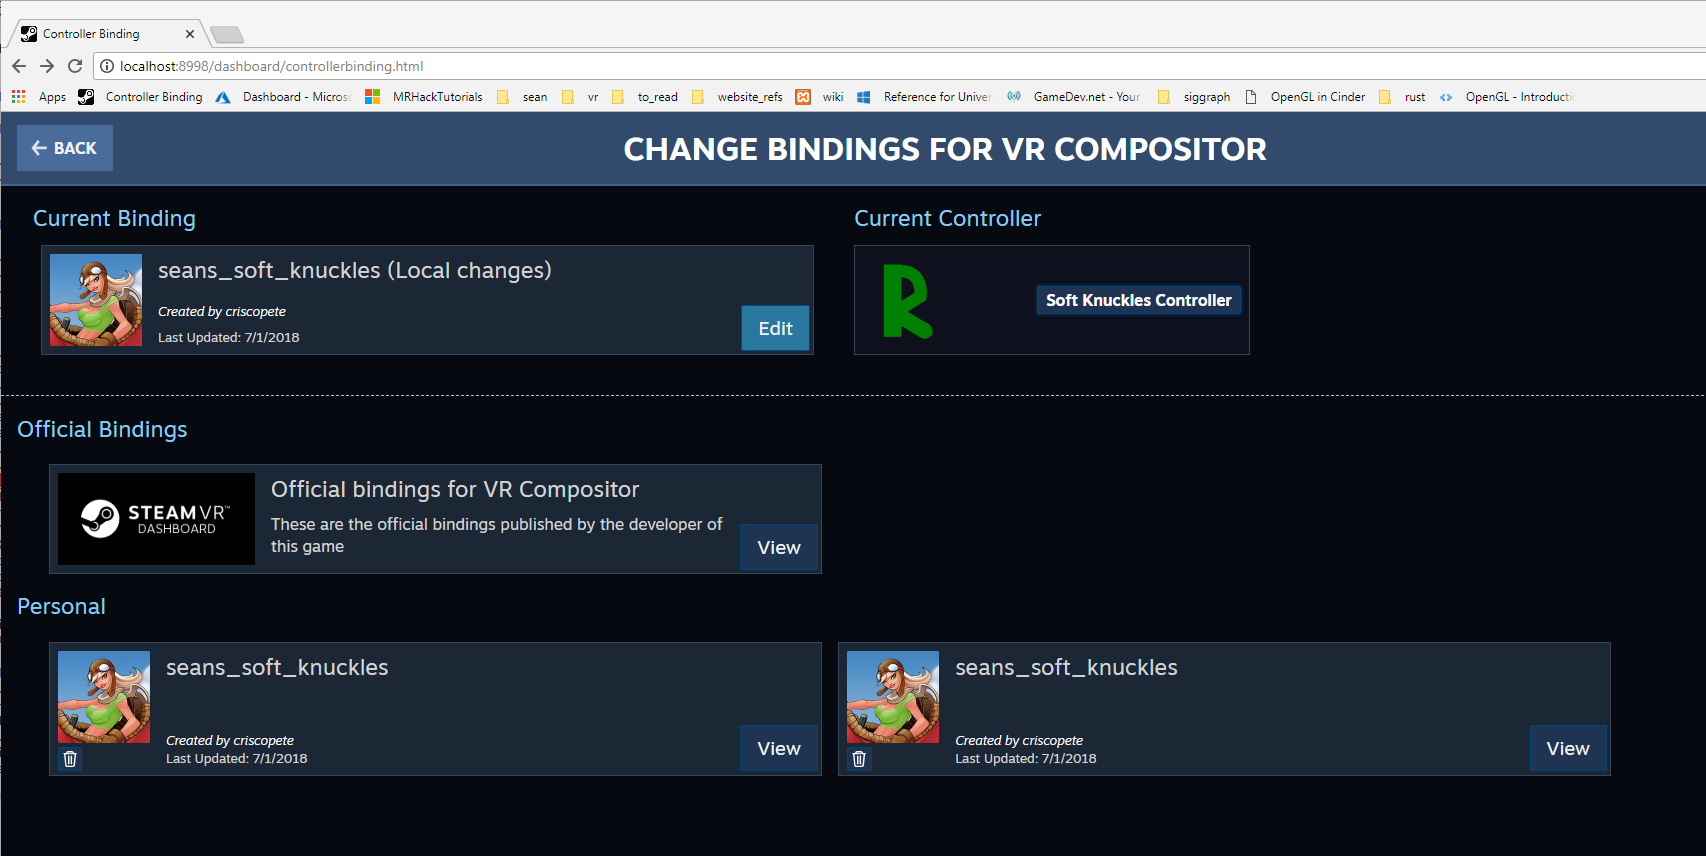 Controller Binding
localhost:8998/dashboard/controllerbinding.html
Apps Controller Binding Dashboard - Micros MRHackTutorials sean vr to_read website_refs wiki Reference for Univer GameDev.net - Your siggraph OpenGL in Cinder rust OpenGL - Introducti
BACK
CHANGE BINDINGS FOR VR COMPOSITOR
Current Binding
seans_soft_knuckles (Local changes)
Created by criscopete
Last Updated: 7/1/2018
Edit
Current Controller
R
Soft Knuckles Controller
Official Bindings
STEAMVR™
DASHBOARD
Official bindings for VR Compositor
These are the official bindings published by the developer of
this game
View
Personal
seans_soft_knuckles
Created by criscopete
Last Updated: 7/1/2018
View
seans_soft_knuckles
Created by criscopete
Last Updated: 7/1/2018
View